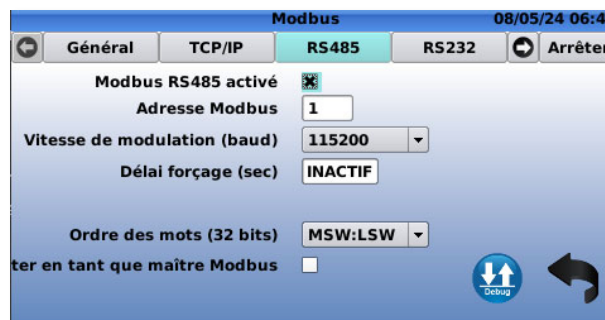 Modbus 08/05/24 06:4
Général TCP/IP RS485 RS232 Arrêter
Modbus RS485 activé
Adresse Modbus 1
Vitesse de modulation (baud) 115200
Délai forçage (sec) INACTIF
Ordre des mots (32 bits) MSW:LSW
ter en tant que maître Modbus
Debug